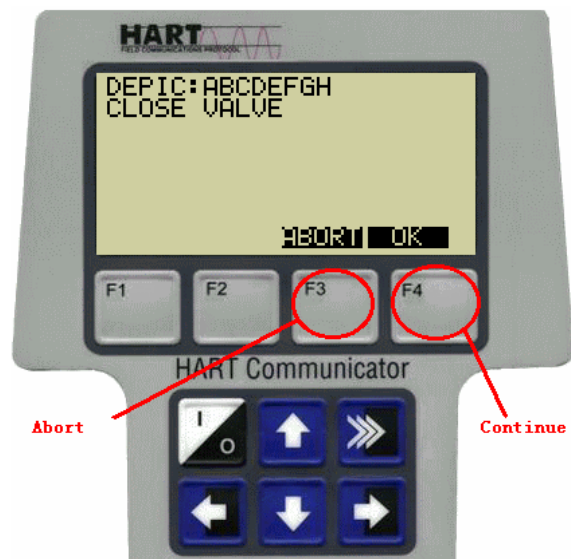 HART
FIELD COMMUNICATIONS PROTOCOL
DEPIC:ABCDEFGH
CLOSE VALVE
ABORT OK
F1 F2 F3 F4
HART Communicator
Abort
Continue
I
O